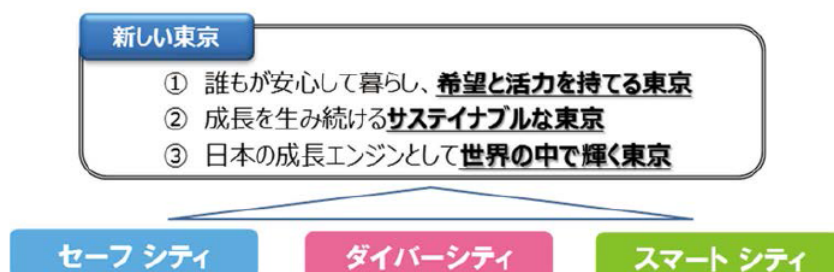 新しい東京
① 誰もが安心して暮らし、希望と活力を持てる東京
② 成長を生み続けるサステイナブルな東京
③ 日本の成長エンジンとして世界の中で輝く東京
セーフ シティ ダイバーシティ スマート シティ